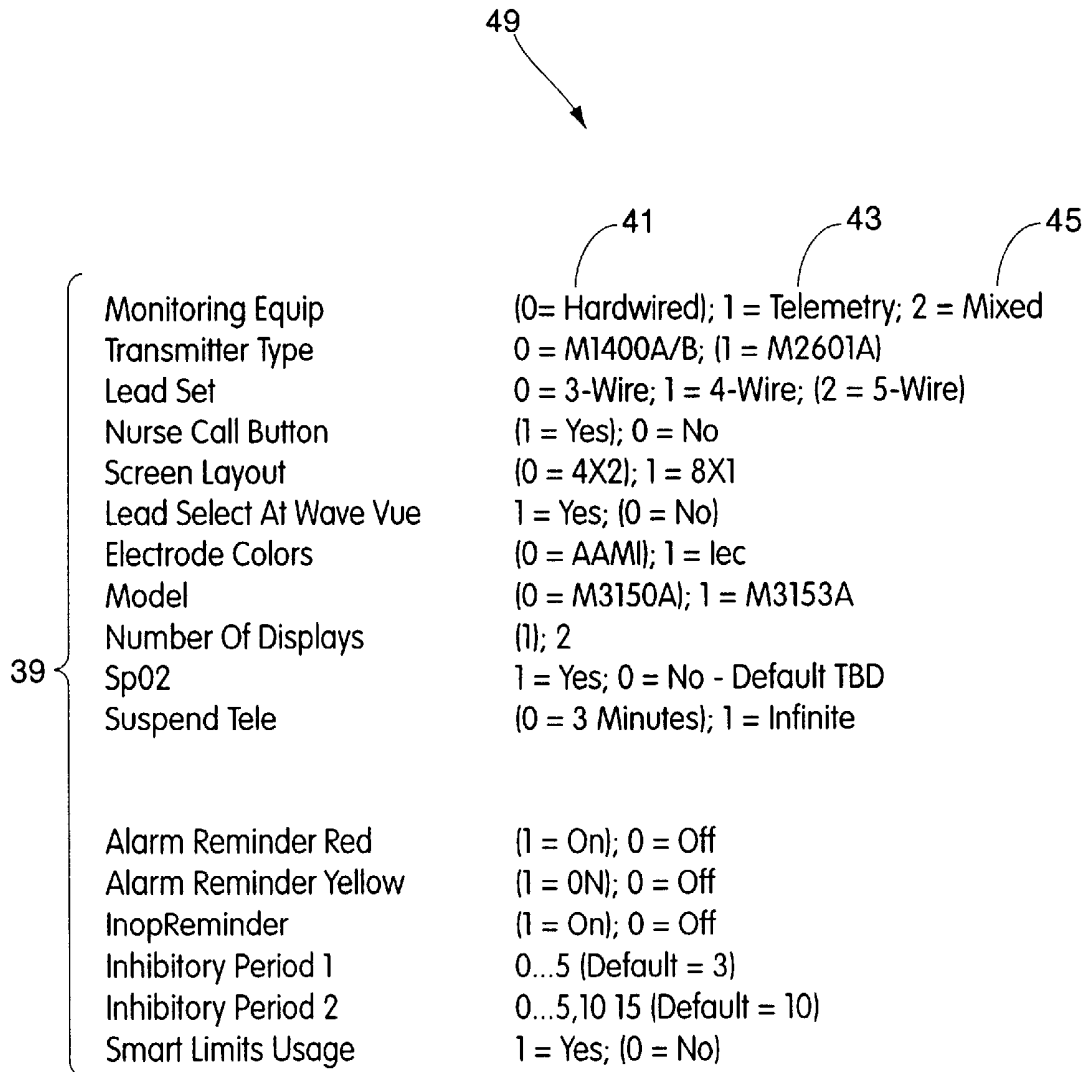 49
41 43 45
Monitoring Equip (0= Hardwired); 1 = Telemetry; 2 = Mixed
Transmitter Type 0 = M1400A/B; (1 = M2601A)
Lead Set 0 = 3-Wire; 1 = 4-Wire; (2 = 5-Wire)
Nurse Call Button (1 = Yes); 0 = No
Screen Layout (0 = 4X2); 1 = 8X1
Lead Select At Wave Vue 1 = Yes; (0 = No)
Electrode Colors (0 = AAMI); 1 = Iec
Model (0 = M3150A); 1 = M3153A
Number Of Displays (1); 2
39 Sp02 1 = Yes; 0 = No - Default TBD
Suspend Tele (0 = 3 Minutes); 1 = Infinite
Alarm Reminder Red (1 = On); 0 = Off
Alarm Reminder Yellow (1 = ON); 0 = Off
InopReminder (1 = On); 0 = Off
Inhibitory Period 1 0...5 (Default = 3)
Inhibitory Period 2 0...5,10 15 (Default = 10)
Smart Limits Usage 1 = Yes; (0 = No)